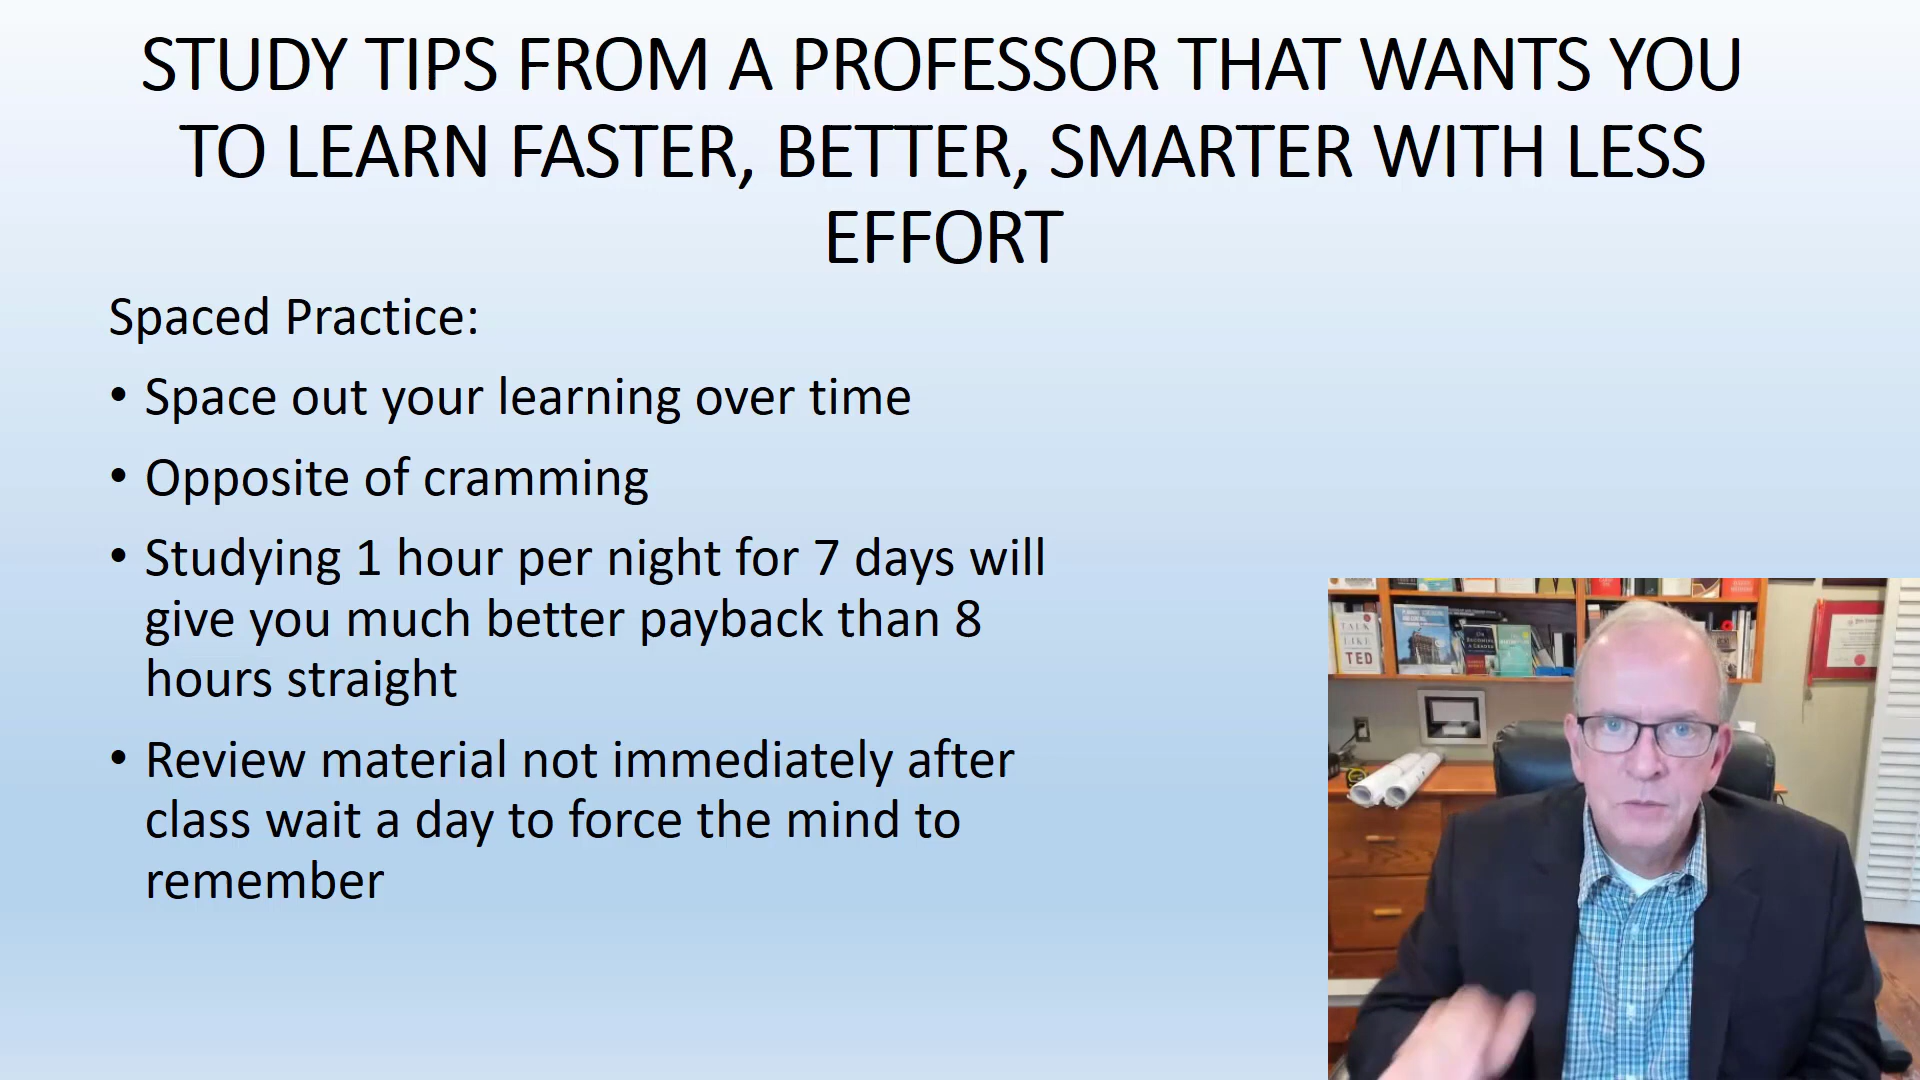 STUDY TIPS FROM A PROFESSOR THAT WANTS YOU
TO LEARN FASTER, BETTER, SMARTER WITH LESS
EFFORT
Spaced Practice:
• Space out your learning over time
• Opposite of cramming
• Studying 1 hour per night for 7 days will
give you much better payback than 8
hours straight
• Review material not immediately after
class wait a day to force the mind to
remember
TALK
LIKE
TED